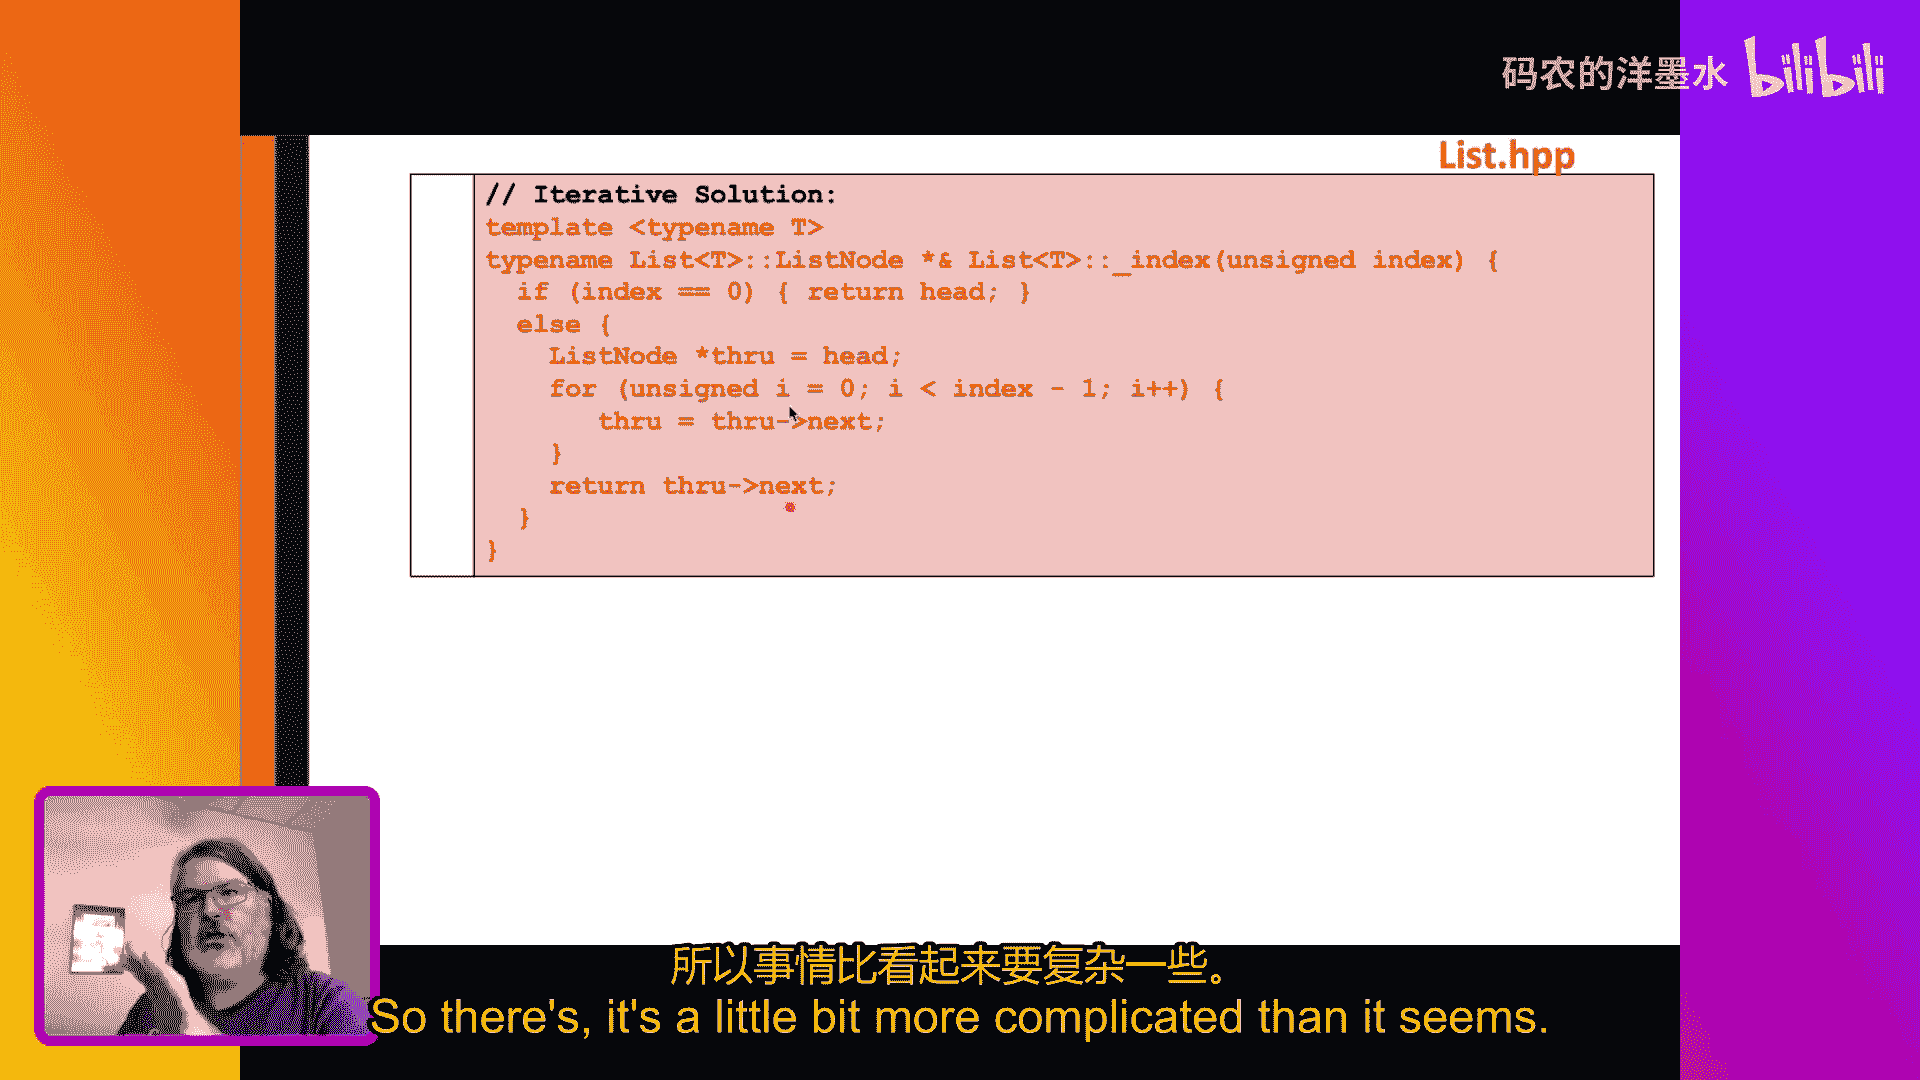 码农的洋墨水 bilibili
List.hpp
// Iterative Solution:
template <typename T>
typename List<T>::ListNode *& List<T>::_index(unsigned index) {
if (index == 0) { return head; }
else {
ListNode *thru = head;
for (unsigned i = 0; i < index - 1; i++) {
thru = thru->next;
}
return thru->next;
}
}
所以事情比看起来要复杂一些。
So there's, it's a little bit more complicated than it seems.